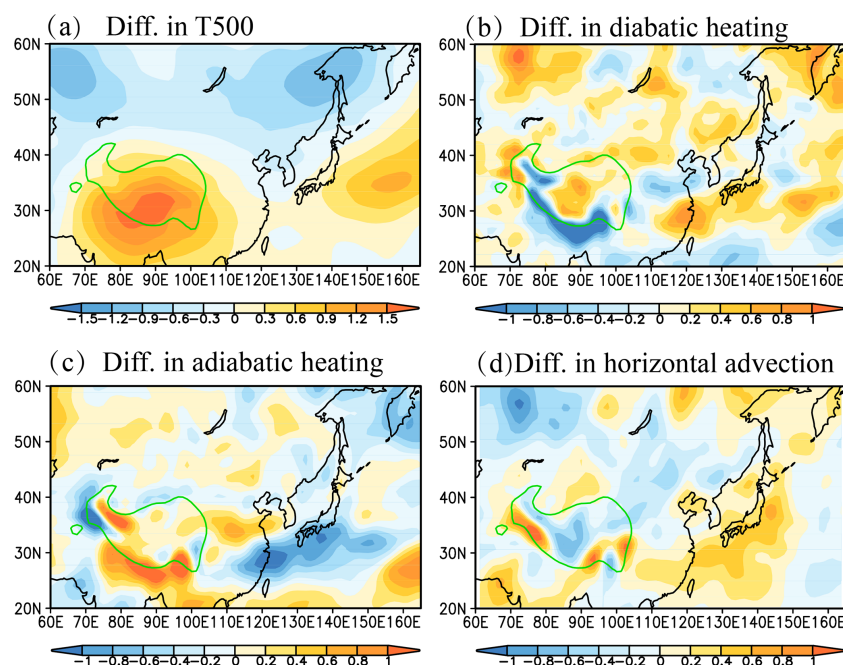 (a) Diff. in T500
60N
50N
40N
30N
20N
60E 70E 80E 90E 100E 110E 120E 130E 140E 150E 160E
-1.5 -1.2 -0.9 -0.6 -0.3 0 0.3 0.6 0.9 1.2 1.5
(b) Diff. in diabatic heating
60N
50N
40N
30N
20N
60E 70E 80E 90E 100E 110E 120E 130E 140E 150E 160E
-1 -0.8 -0.6 -0.4 -0.2 0 0.2 0.4 0.6 0.8 1
(c) Diff. in adiabatic heating
60N
50N
40N
30N
20N
60E 70E 80E 90E 100E 110E 120E 130E 140E 150E 160E
-1 -0.8 -0.6 -0.4 -0.2 0 0.2 0.4 0.6 0.8 1
(d)Diff. in horizontal advection
60N
50N
40N
30N
20N
60E 70E 80E 90E 100E 110E 120E 130E 140E 150E 160E
-1 -0.8 -0.6 -0.4 -0.2 0 0.2 0.4 0.6 0.8 1